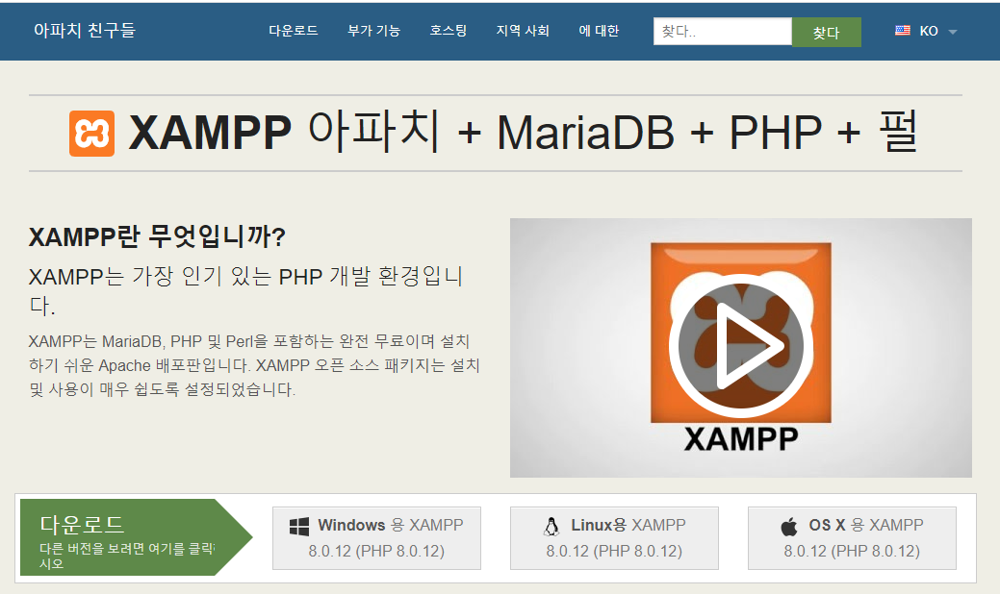 아파치 친구들 다운로드 부가 기능 호스팅 지역 사회 에 대한 찾다.. 찾다 KO
XAMPP 아파치 + MariaDB + PHP + 펄
XAMPP란 무엇입니까?
XAMPP는 가장 인기 있는 PHP 개발 환경입니
다.
XAMPP는 MariaDB, PHP 및 Perl을 포함하는 완전 무료이며 설치
하기 쉬운 Apache 배포판입니다. XAMPP 오픈 소스 패키지는 설치
및 사용이 매우 쉽도록 설정되었습니다.
XAMPP
다운로드
다른 버전을 보려면 여기를 클릭
시오
Windows 용 XAMPP
8.0.12 (PHP 8.0.12)
Linux용 XAMPP
8.0.12 (PHP 8.0.12)
OS X 용 XAMPP
8.0.12 (PHP 8.0.12)